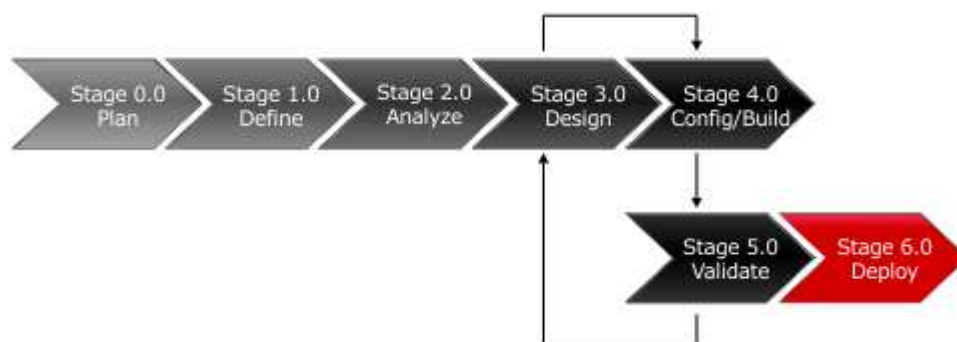 Stage 0.0
Plan
Stage 1.0
Define
Stage 2.0
Analyze
Stage 3.0
Design
Stage 4.0
Config/Build
Stage 5.0
Validate
Stage 6.0
Deploy